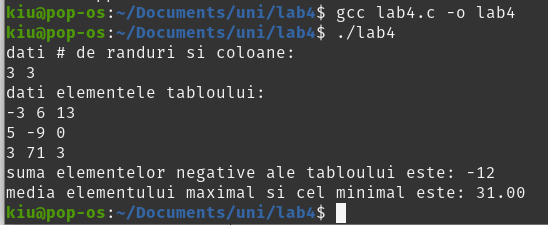 kiu@pop-os:~/Documents/uni/lab4$ gcc lab4.c -o lab4
kiu@pop-os:~/Documents/uni/lab4$ ./lab4
dati # de randuri si coloane:
3 3
dati elementele tabloului:
-3 6 13
5 -9 0
3 71 3
suma elementelor negative ale tabloului este: -12
media elementului maximal si cel minimal este: 31.00
kiu@pop-os:~/Documents/uni/lab4$